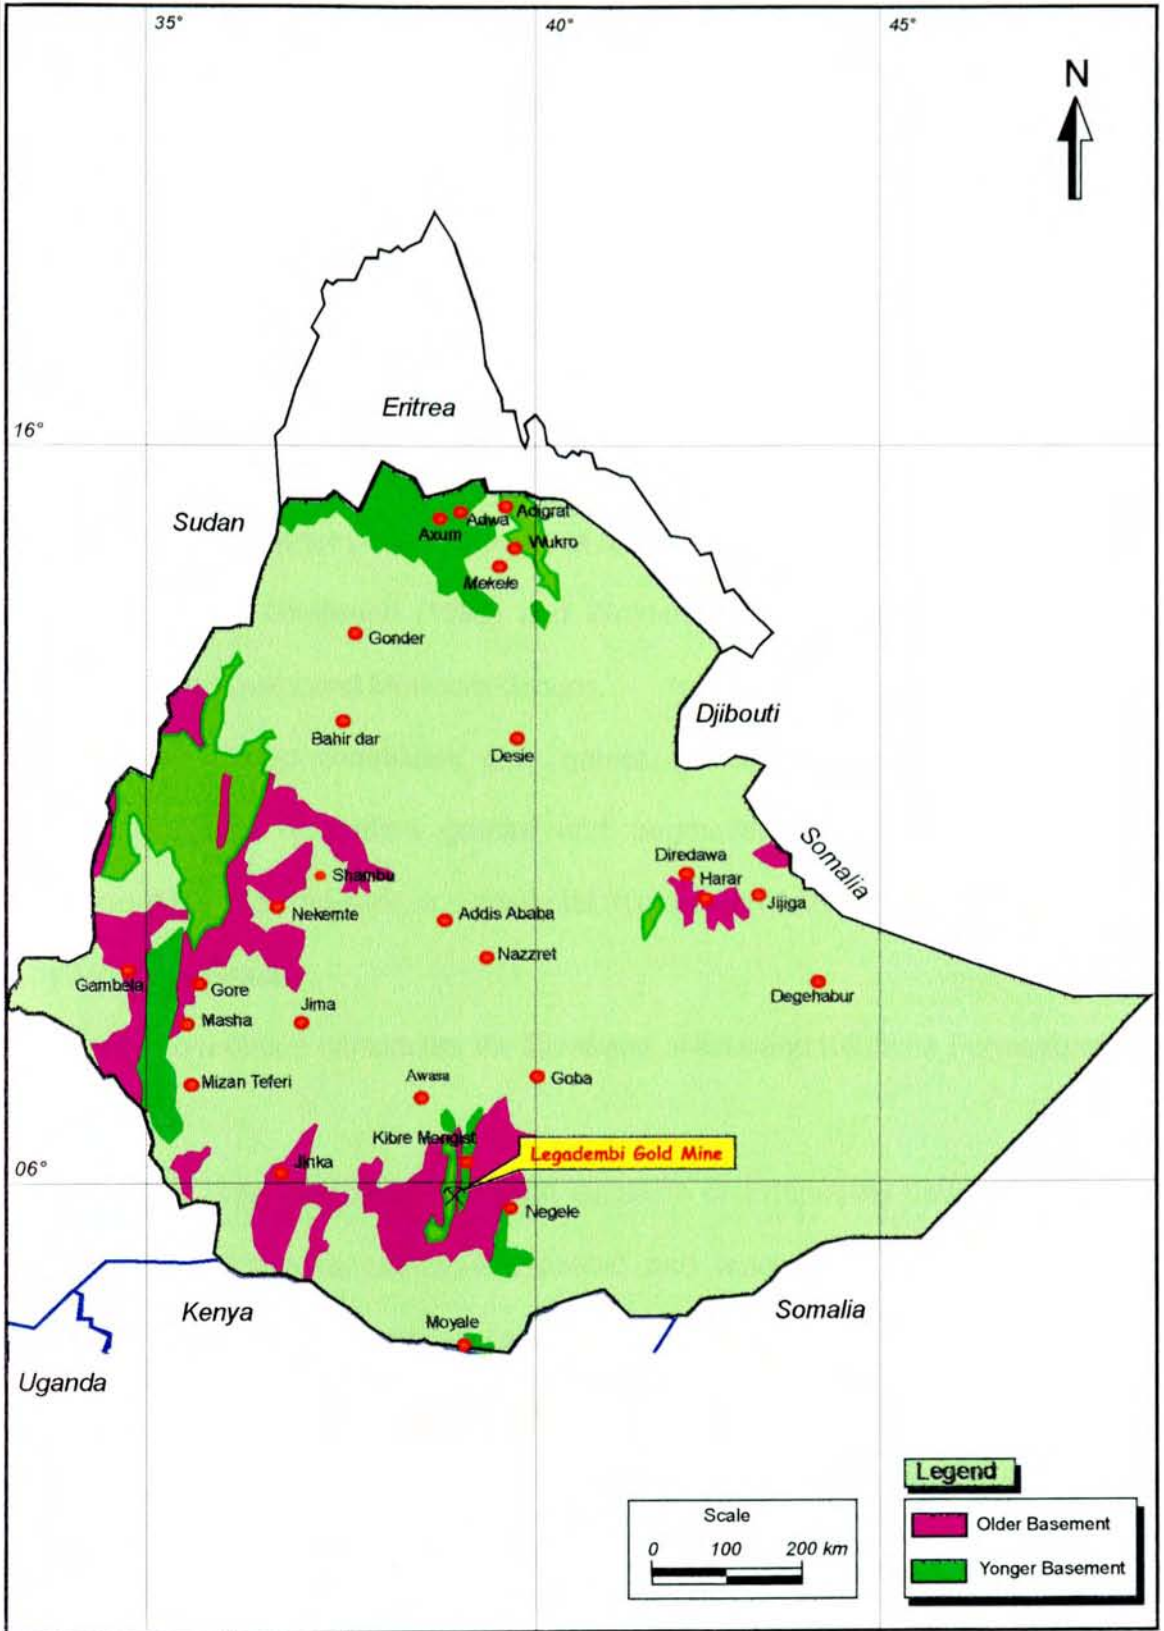 35°
40°
45°
N
Eritrea
16°
Sudan
Adigrat
Adwa
Axum
Wukro
Mekele
Gonder
Djibouti
Bahir dar
Desie
Somalia
Diredawa
Harar
Shambu
Jijiga
Nekemte
Addis Ababa
Nazzret
Gambela
Gore
Degehabur
Jima
Masha
Awasa
Goba
Mizan Teferi
Kibre Mengist
Legadembi Gold Mine
06°
Jinka
Negele
Kenya
Somalia
Moyale
Uganda
Legend
Scale
0 100 200 km
Older Basement
Yonger Basement